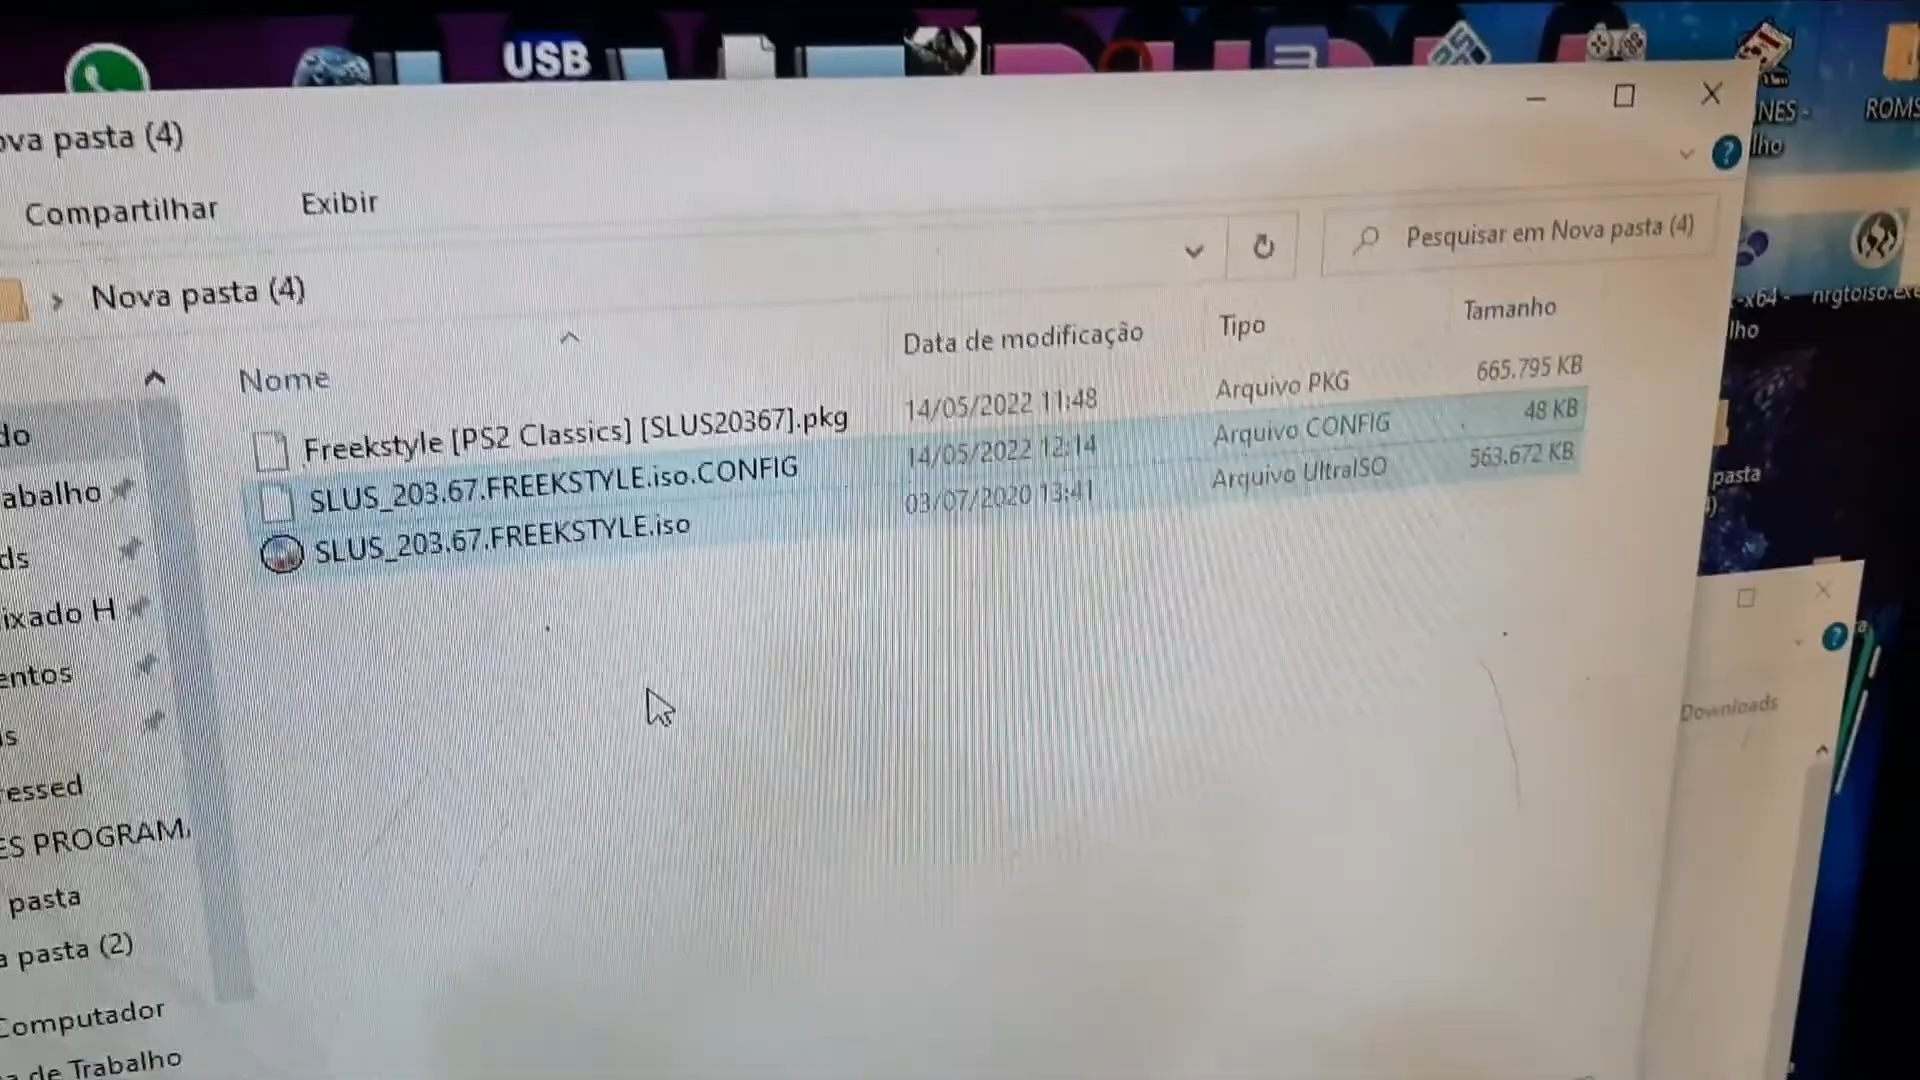 USB
ova pasta (4)
Compartilhar Exibir
Nova pasta (4)
Pesquisar em Nova pasta (4)
Nome Data de modificação Tipo Tamanho
Freekstyle [PS2 Classics] [SLUS20367].pkg 14/05/2022 11:48 Arquivo PKG 665.795 KB
SLUS_203.67.FREEKSTYLE.iso.CONFIG 14/05/2022 12:14 Arquivo CONFIG 48 KB
SLUS_203.67.FREEKSTYLE.iso 03/07/2020 13:41 Arquivo UltraISO 563.672 KB
do
abalho
ds
ixado H
entos
s
ressed
ES PROGRAM
pasta
a pasta (2)
Computador
de Trabalho
NES -
lho
ROMS
-x64 -
lho
nrgtoiso.exe
pasta
Downloads